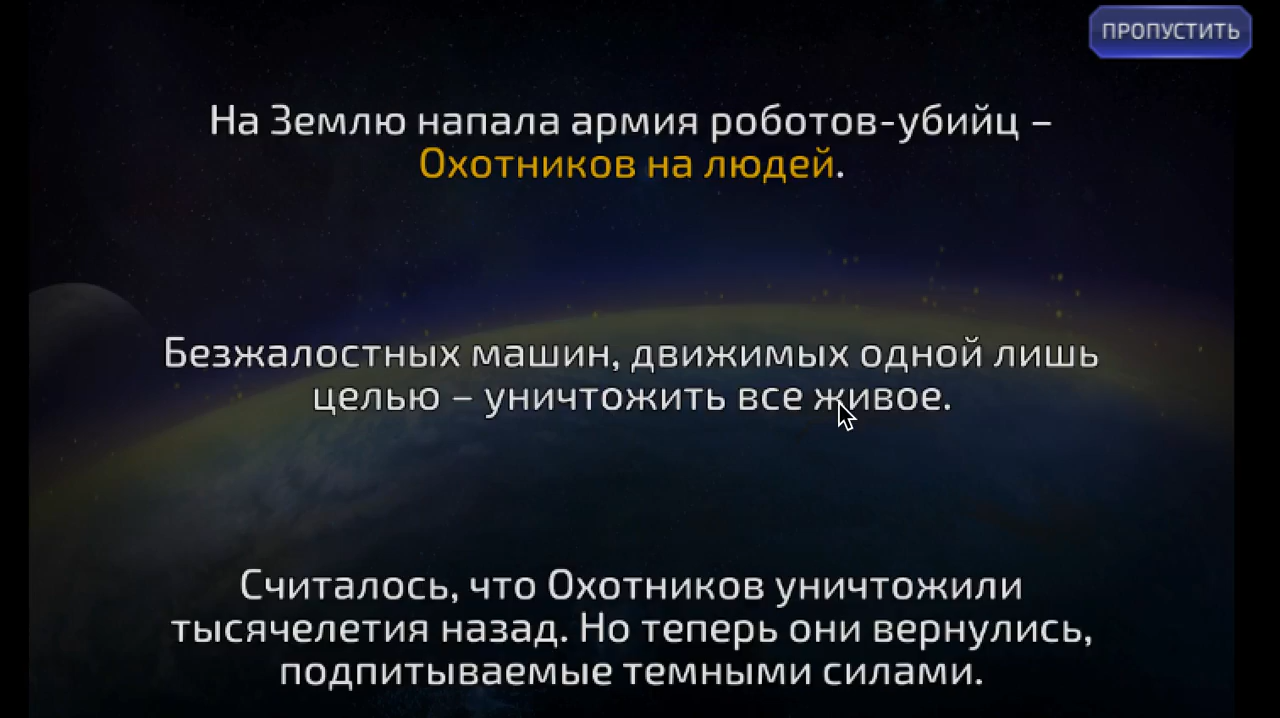 ПРОПУСТИТЬ
На Землю напала армия роботов-убийц –
Охотников на людей.
Безжалостных машин, движимых одной лишь
целью – уничтожить все живое.
Считалось, что Охотников уничтожили
тысячелетия назад. Но теперь они вернулись,
подпитываемые темными силами.